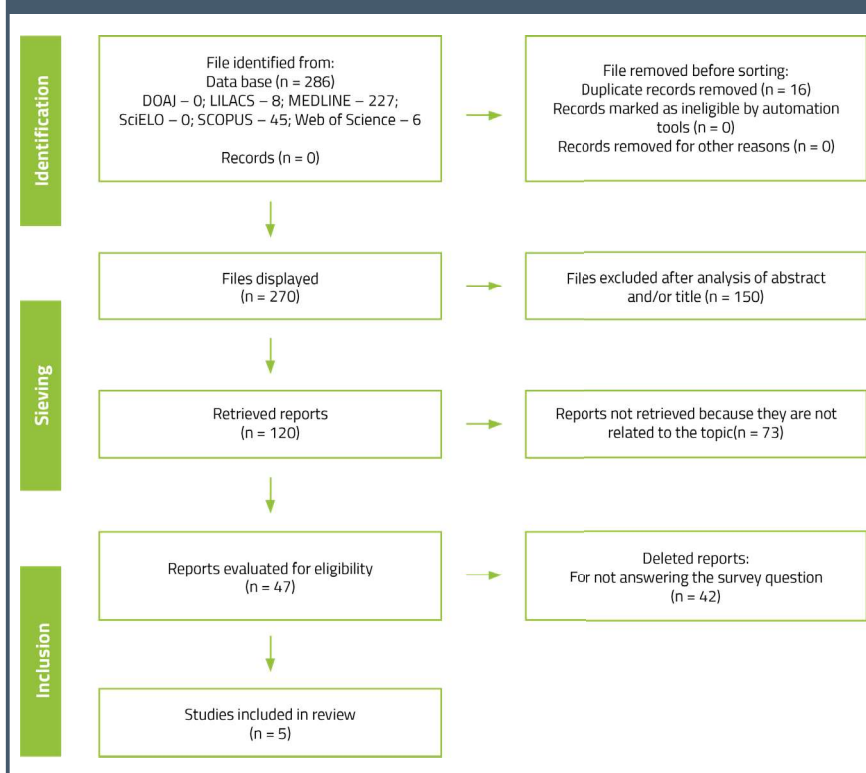 Identification
File identified from:
Data base (n = 286)
DOAJ – 0; LILACS – 8; MEDLINE – 227;
SciELO – 0; SCOPUS – 45; Web of Science – 6
Records (n = 0)
File removed before sorting:
Duplicate records removed (n = 16)
Records marked as ineligible by automation
tools (n = 0)
Records removed for other reasons (n = 0)
Sieving
Files displayed
(n = 270)
Files excluded after analysis of abstract
and/or title (n = 150)
Retrieved reports
(n = 120)
Reports not retrieved because they are not
related to the topic(n = 73)
Inclusion
Reports evaluated for eligibility
(n = 47)
Deleted reports:
For not answering the survey question
(n = 42)
Studies included in review
(n = 5)